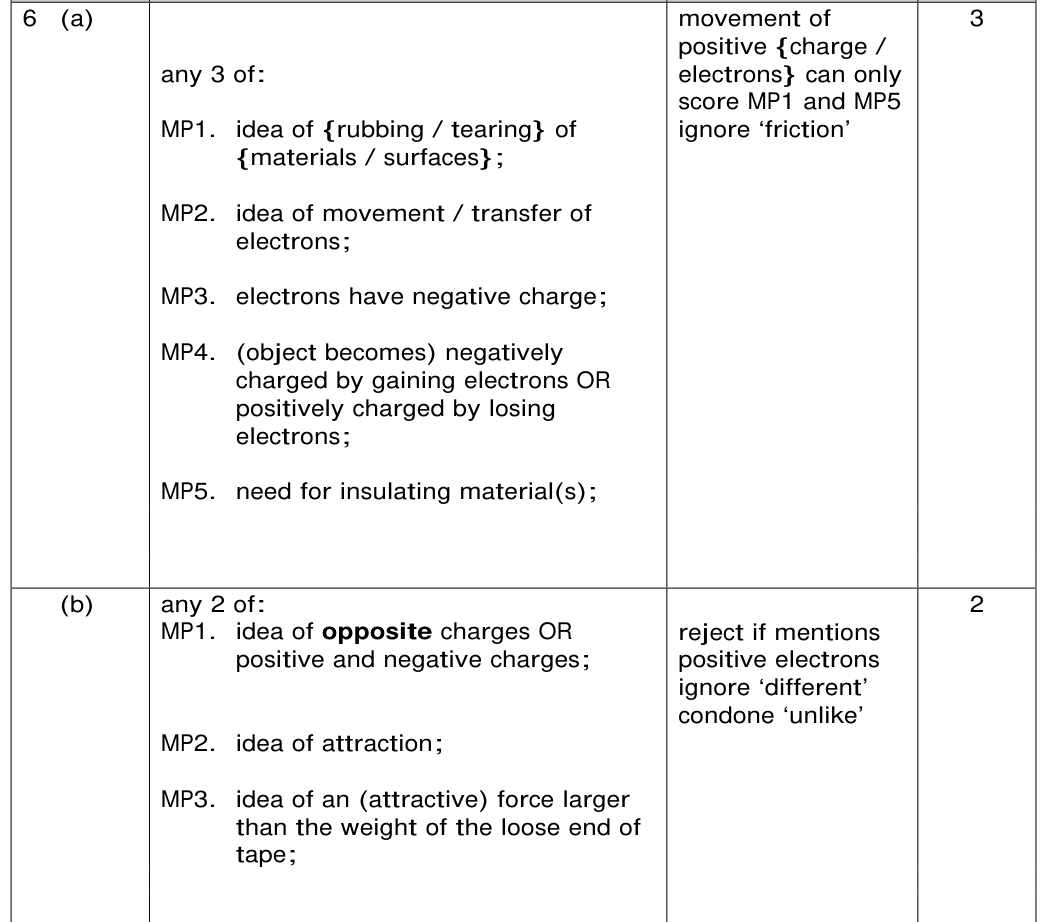 6 (a)
any 3 of:
MP1. idea of {rubbing / tearing} of
{materials / surfaces};
MP2. idea of movement / transfer of
electrons;
MP3. electrons have negative charge;
MP4. (object becomes) negatively
charged by gaining electrons OR
positively charged by losing
electrons;
MP5. need for insulating material(s);
movement of
positive {charge /
electrons} can only
score MP1 and MP5
ignore ‘friction’
3
(b)
any 2 of:
MP1. idea of opposite charges OR
positive and negative charges;
MP2. idea of attraction;
MP3. idea of an (attractive) force larger
than the weight of the loose end of
tape;
reject if mentions
positive electrons
ignore ‘different’
condone ‘unlike’
2